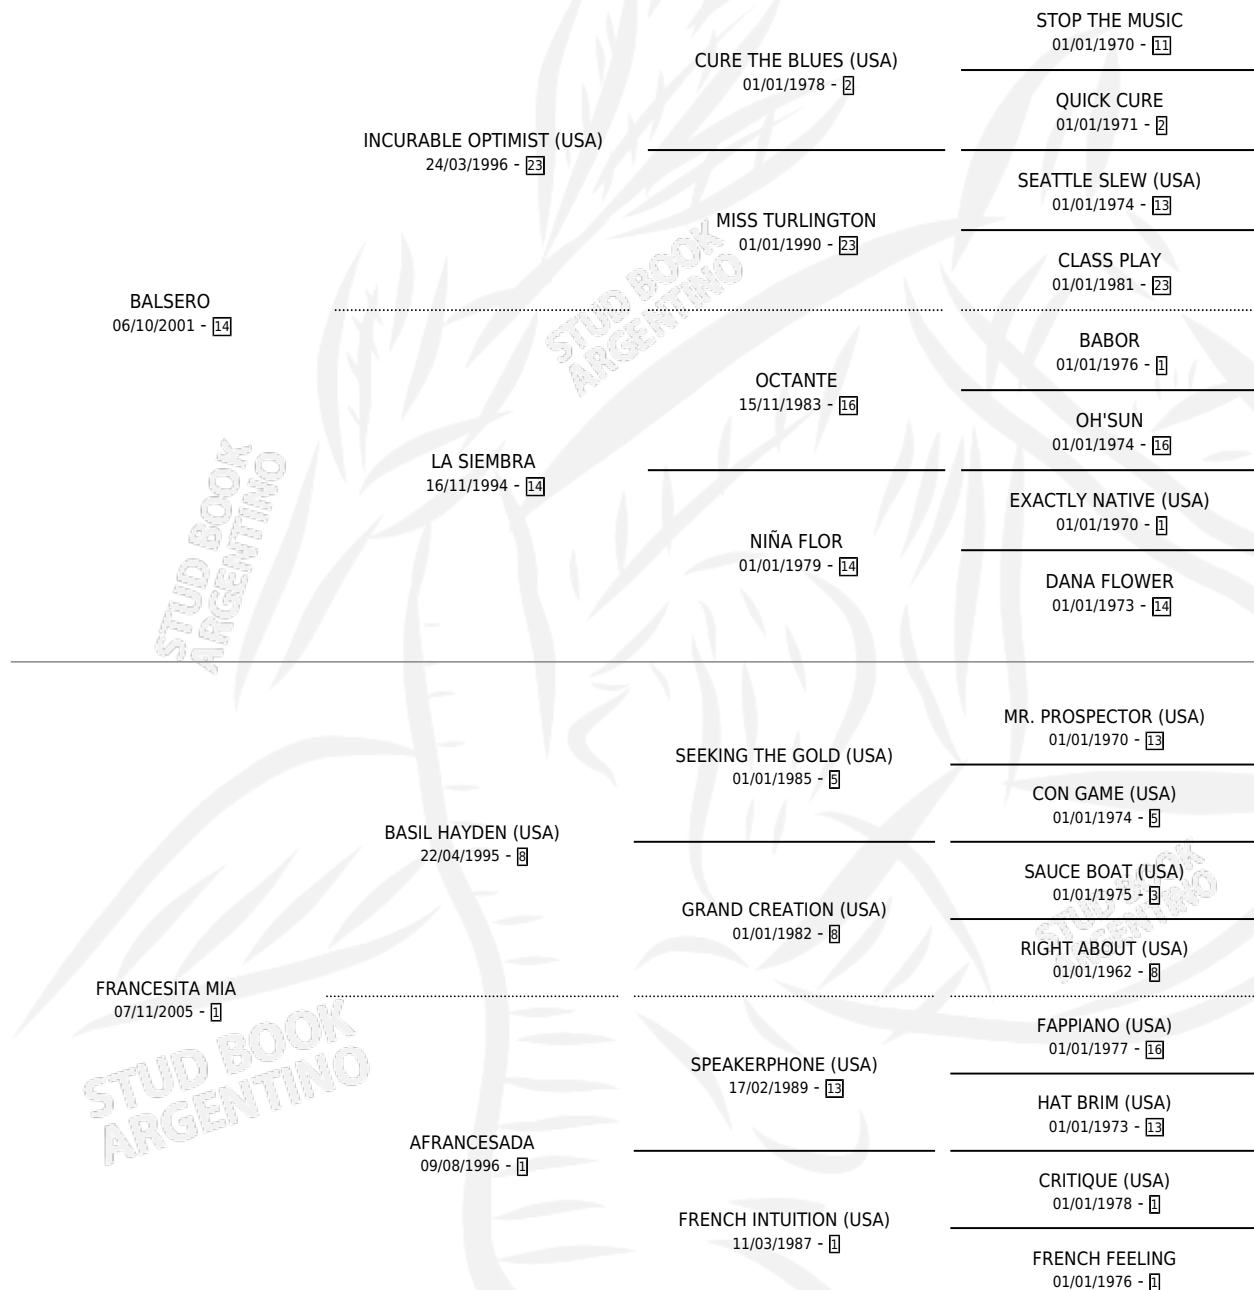 STOP THE MUSIC
01/01/1970 - 11
CURE THE BLUES (USA)
01/01/1978 - 2
QUICK CURE
01/01/1971 - 2
INCURABLE OPTIMIST (USA)
24/03/1996 - 23
SEATTLE SLEW (USA)
01/01/1974 - 13
MISS TURLINGTON
01/01/1990 - 23
CLASS PLAY
01/01/1981 - 23
BALSERO
06/10/2001 - 14
STUD BOOK
ARGENTINO
BABOR
01/01/1976 - 1
OCTANTE
15/11/1983 - 16
OH'SUN
01/01/1974 - 16
LA SIEMBRA
16/11/1994 - 14
EXACTLY NATIVE (USA)
01/01/1970 - 1
NIÑA FLOR
01/01/1979 - 14
DANA FLOWER
01/01/1973 - 14
STUD BOOK
ARGENTINO
MR. PROSPECTOR (USA)
01/01/1970 - 13
SEEKING THE GOLD (USA)
01/01/1985 - 5
CON GAME (USA)
01/01/1974 - 5
BASIL HAYDEN (USA)
22/04/1995 - 8
SAUCE BOAT (USA)
01/01/1975 - 3
GRAND CREATION (USA)
01/01/1982 - 8
STUD BOOK
ARGENTINO
RIGHT ABOUT (USA)
01/01/1962 - 8
FRANCESITA MIA
07/11/2005 - 1
FAPPIANO (USA)
01/01/1977 - 16
SPEAKERPHONE (USA)
17/02/1989 - 13
STUD BOOK
ARGENTINO
HAT BRIM (USA)
01/01/1973 - 13
AFRANCESADA
09/08/1996 - 1
CRITIQUE (USA)
01/01/1978 - 1
FRENCH INTUITION (USA)
11/03/1987 - 1
FRENCH FEELING
01/01/1976 - 1